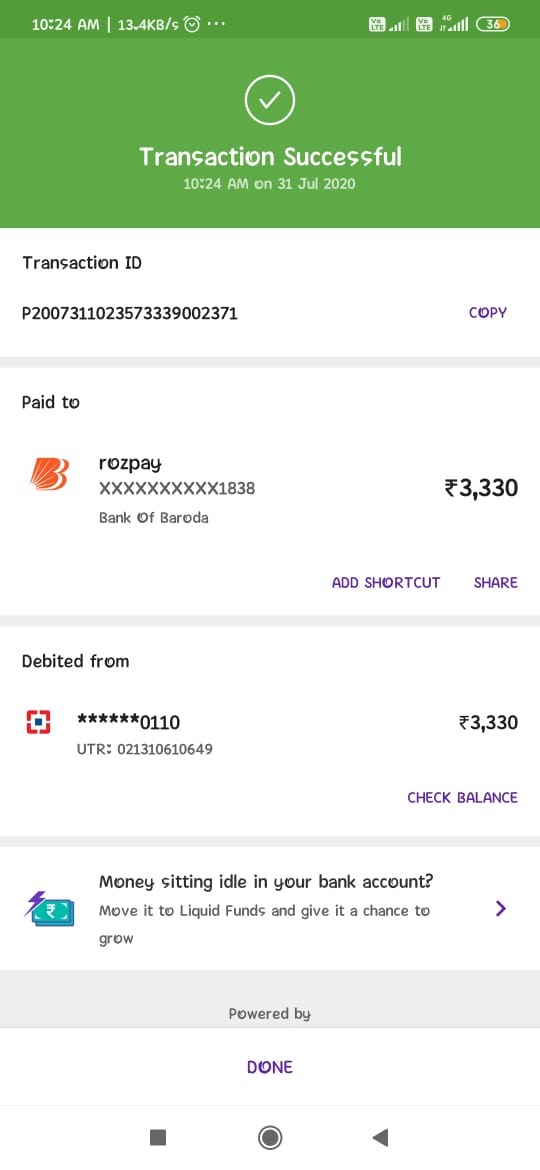 10:24 AM | 13.4KB/s ...
Vo LTE Vo LTE 4G 36
Transaction Successful
10:24 AM on 31 Jul 2020
Transaction ID
P2007311023573339002371
COPY
Paid to
rozpay
XXXXXXXXXX1838
₹3,330
Bank Of Baroda
ADD SHORTCUT SHARE
Debited from
******0110
₹3,330
UTR: 021310610649
CHECK BALANCE
Money sitting idle in your bank account?
Move it to Liquid Funds and give it a chance to
grow
₹
Powered by
DONE